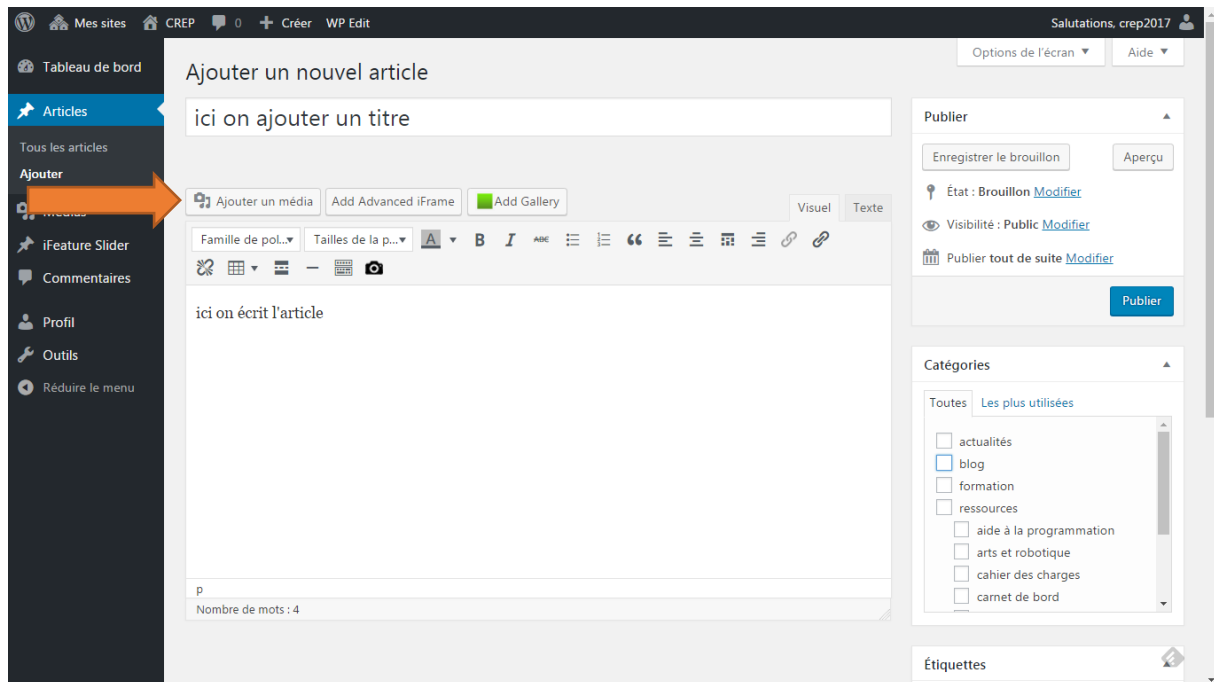 Mes sites CREP 0 Créer WP Edit Salutations, crep2017
Options de l'écran Aide
Tableau de bord
Articles
Tous les articles
Ajouter
Médias
iFeature Slider
Commentaires
Profil
Outils
Réduire le menu
Ajouter un nouvel article
ici on ajouter un titre
Ajouter un média Add Advanced iFrame Add Gallery
Visuel Texte
Famille de pol... Tailles de la p... A B I ABC
ici on écrit l'article
p
Nombre de mots : 4
Publier
Enregistrer le brouillon Aperçu
État : Brouillon Modifier
Visibilité : Public Modifier
Publier tout de suite Modifier
Publier
Catégories
Toutes Les plus utilisées
actualités
blog
formation
ressources
aide à la programmation
arts et robotique
cahier des charges
carnet de bord
Étiquettes